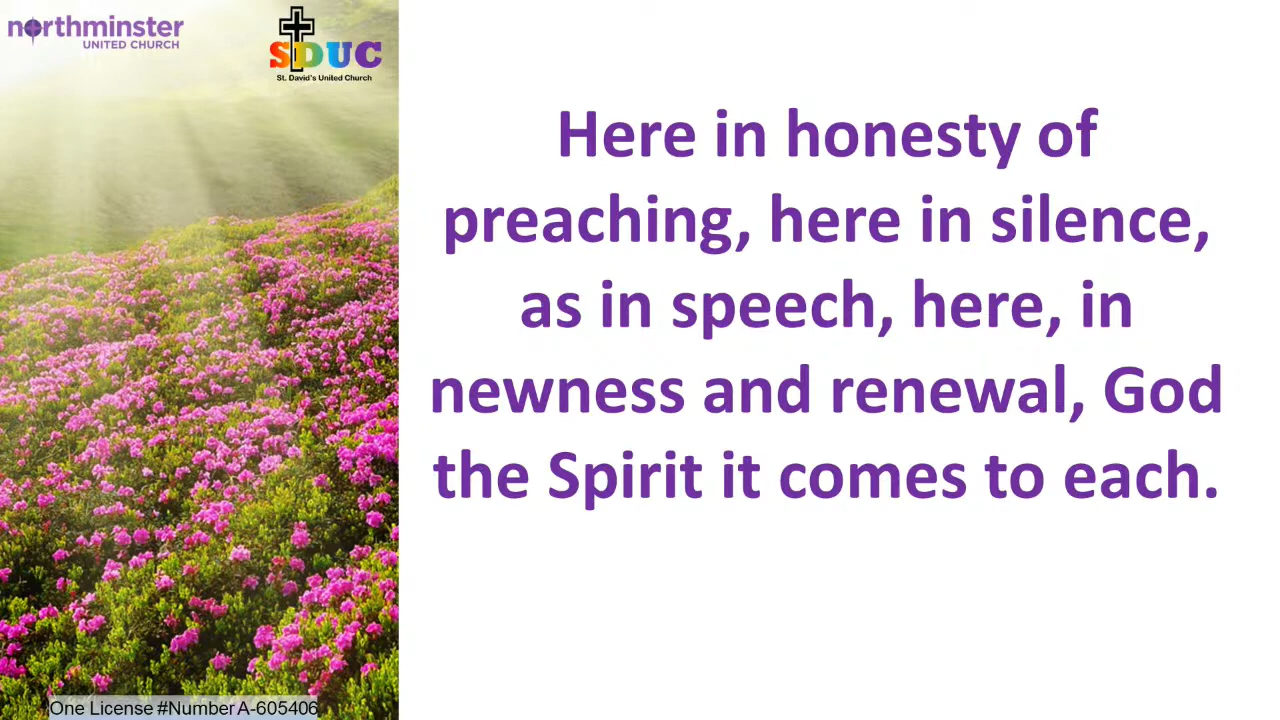 northminster
UNITED CHURCH
SDUC
St. David's United Church
Here in honesty of
preaching, here in silence,
as in speech, here, in
newness and renewal, God
the Spirit it comes to each.
One License #Number A-605406